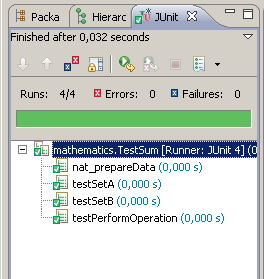 Packa Hierarc JUnit
Finished after 0,032 seconds
Runs: 4/4 Errors: 0 Failures: 0
mathematics.TestSum [Runner: JUnit 4] (0
nat_prepareData (0,000 s)
testSetA (0,000 s)
testSetB (0,000 s)
testPerformOperation (0,000 s)